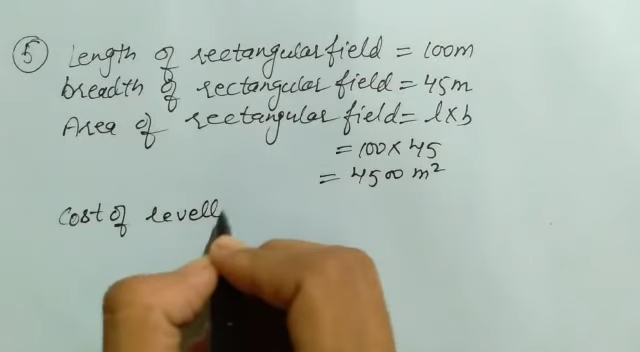 5 Length of rectangular field = 100m
breadth of rectangular field = 45m
Area of rectangular field = l x b
= 100 x 45
= 4500 m²
Cost of levell